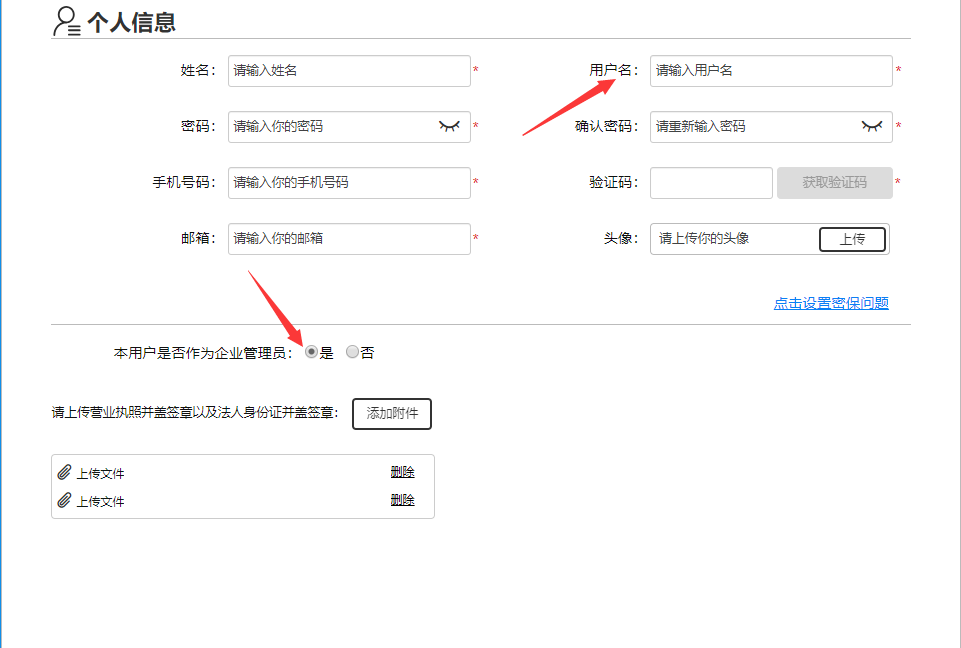 个人信息
姓名： 请输入姓名 * 用户名： 请输入用户名 *
密码： 请输入你的密码 * 确认密码： 请重新输入密码 *
手机号码： 请输入你的手机号码 * 验证码： 获取验证码 *
邮箱： 请输入你的邮箱 * 头像： 请上传你的头像 上传
点击设置密保问题
本用户是否作为企业管理员： 是 否
请上传营业执照并盖签章以及法人身份证并盖签章： 添加附件
上传文件 删除
上传文件 删除